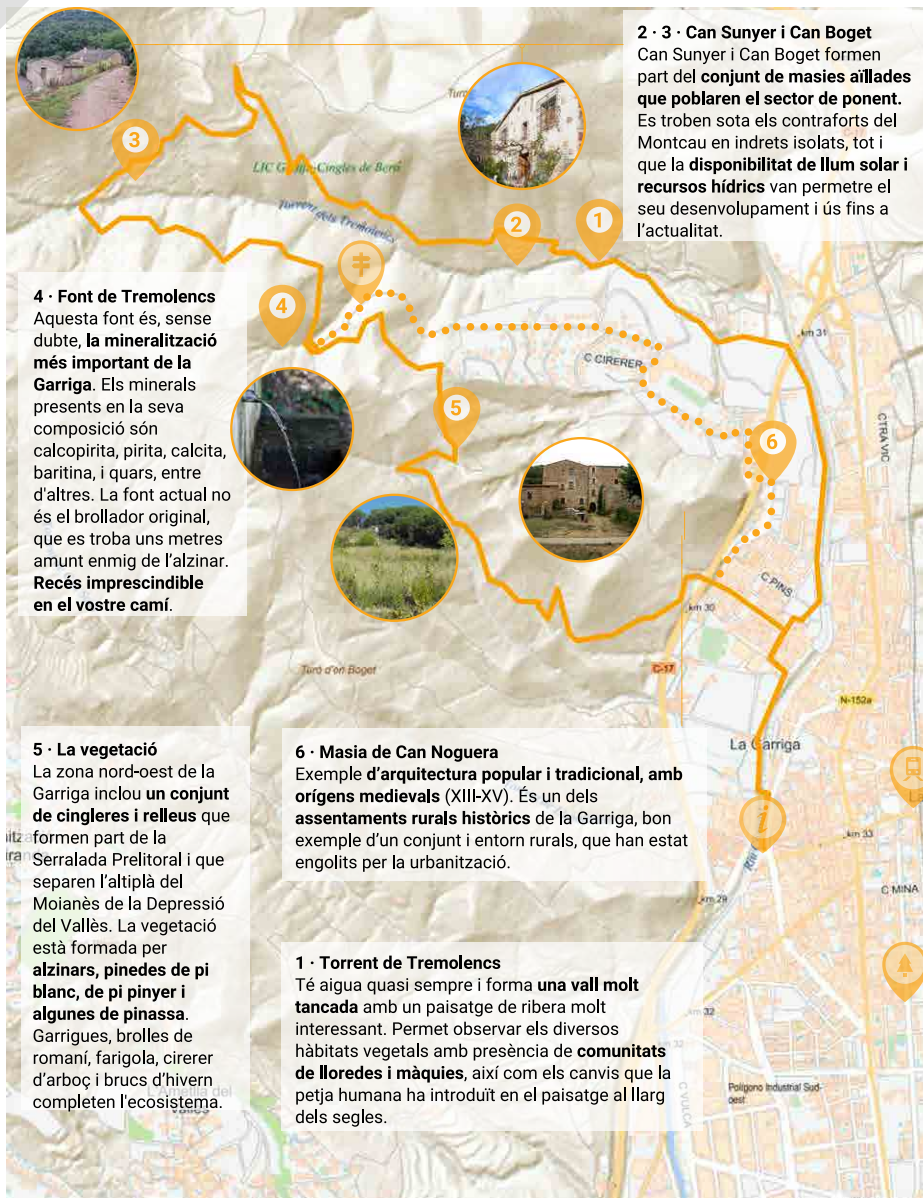 2 · 3 · Can Sunyer i Can Boget
Can Sunyer i Can Boget formen
part del conjunt de masies aïllades
que poblaren el sector de ponent.
Es troben sota els contraforts del
Montcau en indrets isolats, tot i
que la disponibilitat de llum solar i
recursos hídrics van permetre el
seu desenvolupament i ús fins a
l'actualitat.
3
Cingles de Bertí
Torrent dels Tremolencs
2
1
4
km 31
C CIRERER
5
6
CTRA VIC
4 · Font de Tremolencs
Aquesta font és, sense
dubte, la mineralització
més important de la
Garriga. Els minerals
presents en la seva
composició són
calcopirita, pirita, calcita,
baritina, i quars, entre
d'altres. La font actual no
és el brollador original,
que es troba uns metres
amunt enmig de l'alzinar.
Recés imprescindible
en el vostre camí.
C PINS
km 30
Turó d'en Boget
C-17
N-152a
La Garriga
5 · La vegetació
La zona nord-oest de la
Garriga inclou un conjunt
de cingleres i relleus que
formen part de la
Serralada Prelitoral i que
separen l'altiplà del
Moianès de la Depressió
del Vallès. La vegetació
està formada per
alzinars, pinedes de pi
blanc, de pi pinyer i
algunes de pinassa.
Garrigues, brolles de
romaní, farigola, cirerer
d'arboç i brucs d'hivern
completen l'ecosistema.
6 · Masia de Can Noguera
Exemple d'arquitectura popular i tradicional, amb
orígens medievals (XIII-XV). És un dels
assentaments rurals històrics de la Garriga, bon
exemple d'un conjunt i entorn rurals, que han estat
engolits per la urbanització.
Riu
km 33
C MINA
km 29
1 · Torrent de Tremolencs
Té aigua quasi sempre i forma una vall molt
tancada amb un paisatge de ribera molt
interessant. Permet observar els diversos
hàbitats vegetals amb presència de comunitats
de lloredes i màquies, així com els canvis que la
petja humana ha introduït en el paisatge al llarg
dels segles.
km 32
km 32
C VULCA
Polígono Industrial Sud-
oest
L'Ametlla del
Vallès